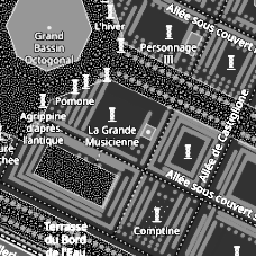 L'hiver
Grand
Bassin
Octogonal
Allée sous couvert
Personnage
III
Pomone
Agrippine
d'après
l'antique
La Grande
Musicienne
Allée de Castiglione
Allée sous couvert
Comptine
Terrasse
du Bord
de l'Eau